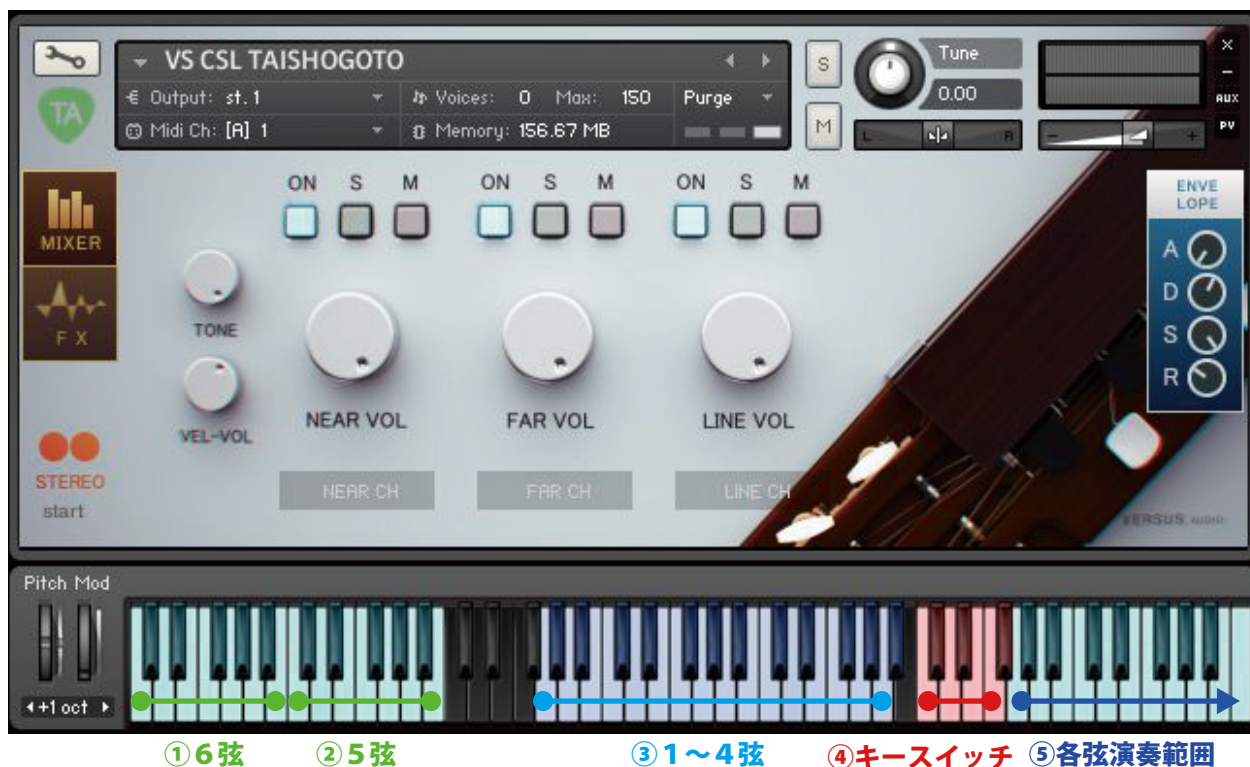 VS CSL TAISHOGOTO
Output: st.1
Voices: 0 Max: 150
Purge
Midi Ch: [A] 1
Memory: 156.67 MB
S
M
Tune
0.00
L
R
-
+
×
-
AUX
PV
TA
MIXER
FX
STEREO
start
ON S M
ON S M
ON S M
TONE
VEL-VOL
NEAR VOL
FAR VOL
LINE VOL
NEAR CH
FAR CH
LINE CH
ENVE
LOPE
A
D
S
R
VERSUS AUDIO
Pitch Mod
+1 oct
①6弦
②5弦
③1〜4弦
④キースイッチ
⑤各弦演奏範囲